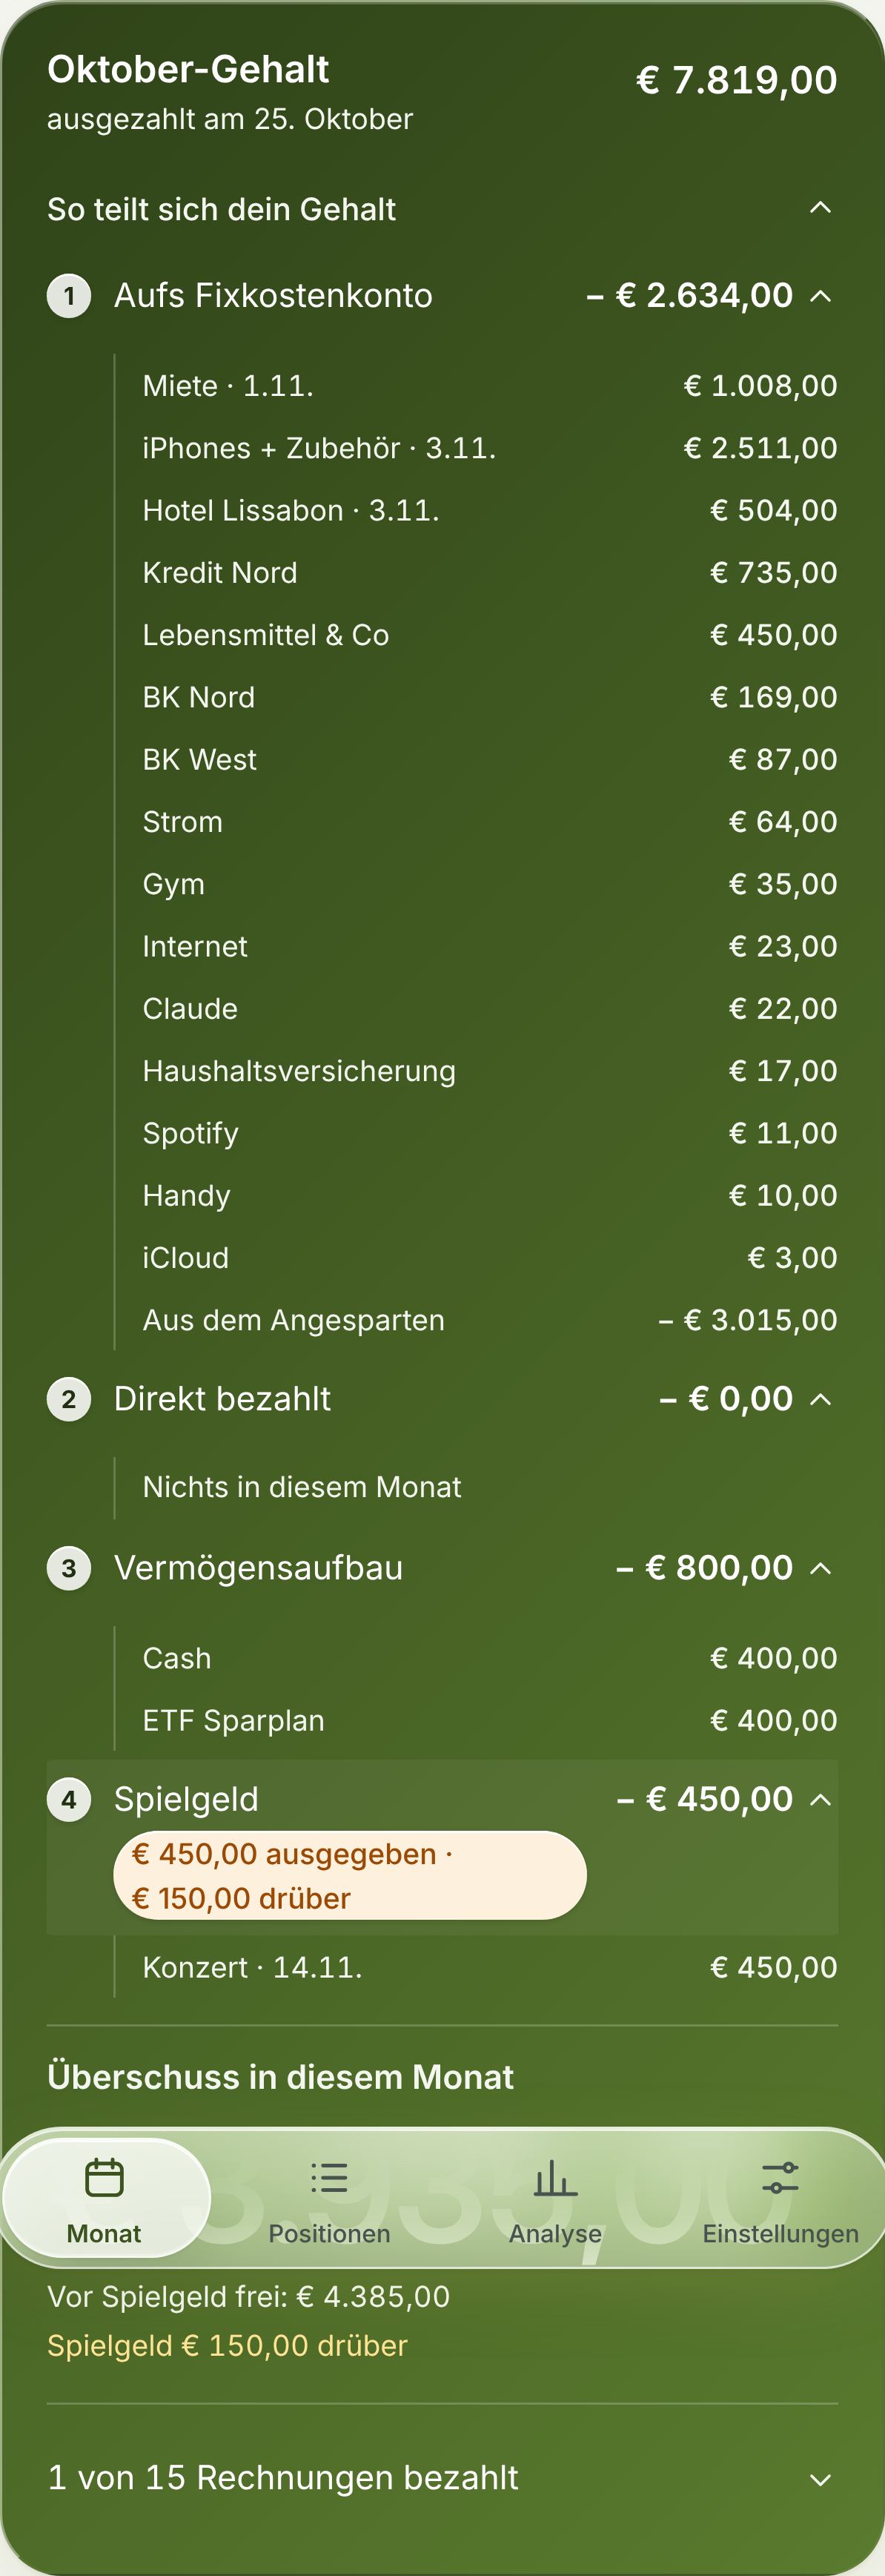 Oktober-Gehalt
€ 7.819,00
ausgezahlt am 25. Oktober
So teilt sich dein Gehalt
1 Aufs Fixkostenkonto – € 2.634,00
Miete · 1.11. € 1.008,00
iPhones + Zubehör · 3.11. € 2.511,00
Hotel Lissabon · 3.11. € 504,00
Kredit Nord € 735,00
Lebensmittel & Co € 450,00
BK Nord € 169,00
BK West € 87,00
Strom € 64,00
Gym € 35,00
Internet € 23,00
Claude € 22,00
Haushaltsversicherung € 17,00
Spotify € 11,00
Handy € 10,00
iCloud € 3,00
Aus dem Angesparten – € 3.015,00
2 Direkt bezahlt – € 0,00
Nichts in diesem Monat
3 Vermögensaufbau – € 800,00
Cash € 400,00
ETF Sparplan € 400,00
4 Spielgeld – € 450,00
€ 450,00 ausgegeben ·
€ 150,00 drüber
Konzert · 14.11. € 450,00
Überschuss in diesem Monat
3.935,00
Monat Positionen Analyse Einstellungen
Vor Spielgeld frei: € 4.385,00
Spielgeld € 150,00 drüber
1 von 15 Rechnungen bezahlt